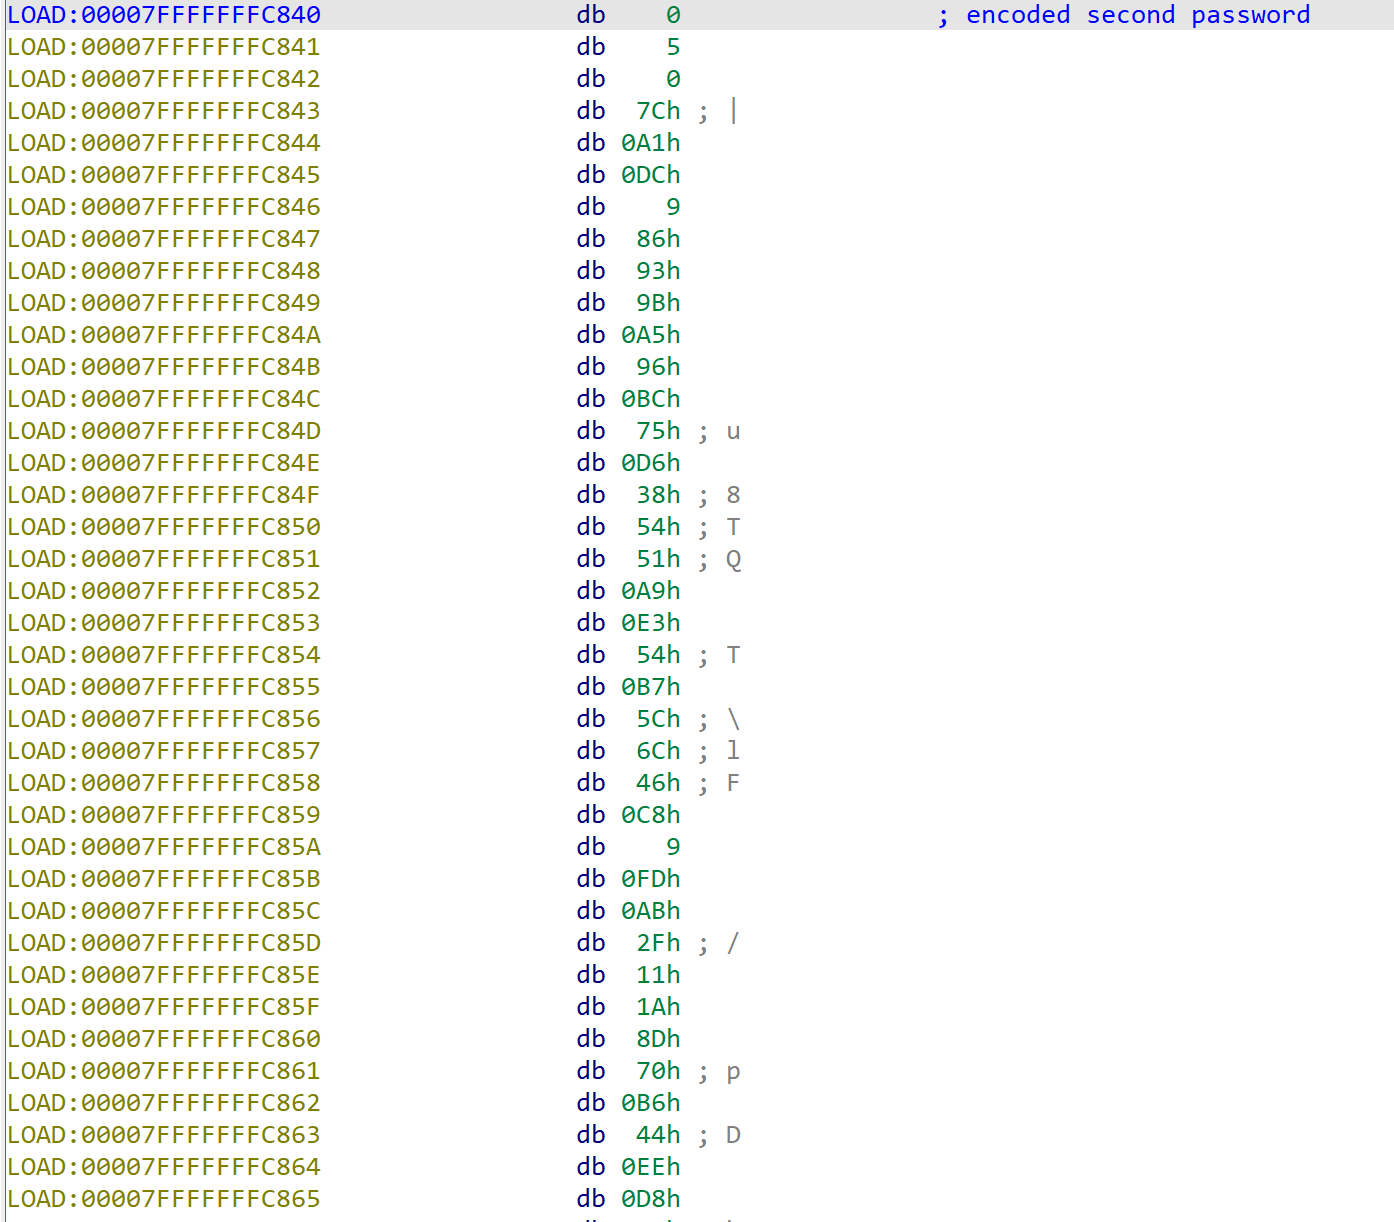 LOAD:00007FFFFFFFC840 db 0 ; encoded second password
LOAD:00007FFFFFFFC841 db 5
LOAD:00007FFFFFFFC842 db 0
LOAD:00007FFFFFFFC843 db 7Ch ; |
LOAD:00007FFFFFFFC844 db 0A1h
LOAD:00007FFFFFFFC845 db 0DCh
LOAD:00007FFFFFFFC846 db 9
LOAD:00007FFFFFFFC847 db 86h
LOAD:00007FFFFFFFC848 db 93h
LOAD:00007FFFFFFFC849 db 9Bh
LOAD:00007FFFFFFFC84A db 0A5h
LOAD:00007FFFFFFFC84B db 96h
LOAD:00007FFFFFFFC84C db 0BCh
LOAD:00007FFFFFFFC84D db 75h ; u
LOAD:00007FFFFFFFC84E db 0D6h
LOAD:00007FFFFFFFC84F db 38h ; 8
LOAD:00007FFFFFFFC850 db 54h ; T
LOAD:00007FFFFFFFC851 db 51h ; Q
LOAD:00007FFFFFFFC852 db 0A9h
LOAD:00007FFFFFFFC853 db 0E3h
LOAD:00007FFFFFFFC854 db 54h ; T
LOAD:00007FFFFFFFC855 db 0B7h
LOAD:00007FFFFFFFC856 db 5Ch ; \
LOAD:00007FFFFFFFC857 db 6Ch ; l
LOAD:00007FFFFFFFC858 db 46h ; F
LOAD:00007FFFFFFFC859 db 0C8h
LOAD:00007FFFFFFFC85A db 9
LOAD:00007FFFFFFFC85B db 0FDh
LOAD:00007FFFFFFFC85C db 0ABh
LOAD:00007FFFFFFFC85D db 2Fh ; /
LOAD:00007FFFFFFFC85E db 11h
LOAD:00007FFFFFFFC85F db 1Ah
LOAD:00007FFFFFFFC860 db 8Dh
LOAD:00007FFFFFFFC861 db 70h ; p
LOAD:00007FFFFFFFC862 db 0B6h
LOAD:00007FFFFFFFC863 db 44h ; D
LOAD:00007FFFFFFFC864 db 0EEh
LOAD:00007FFFFFFFC865 db 0D8h